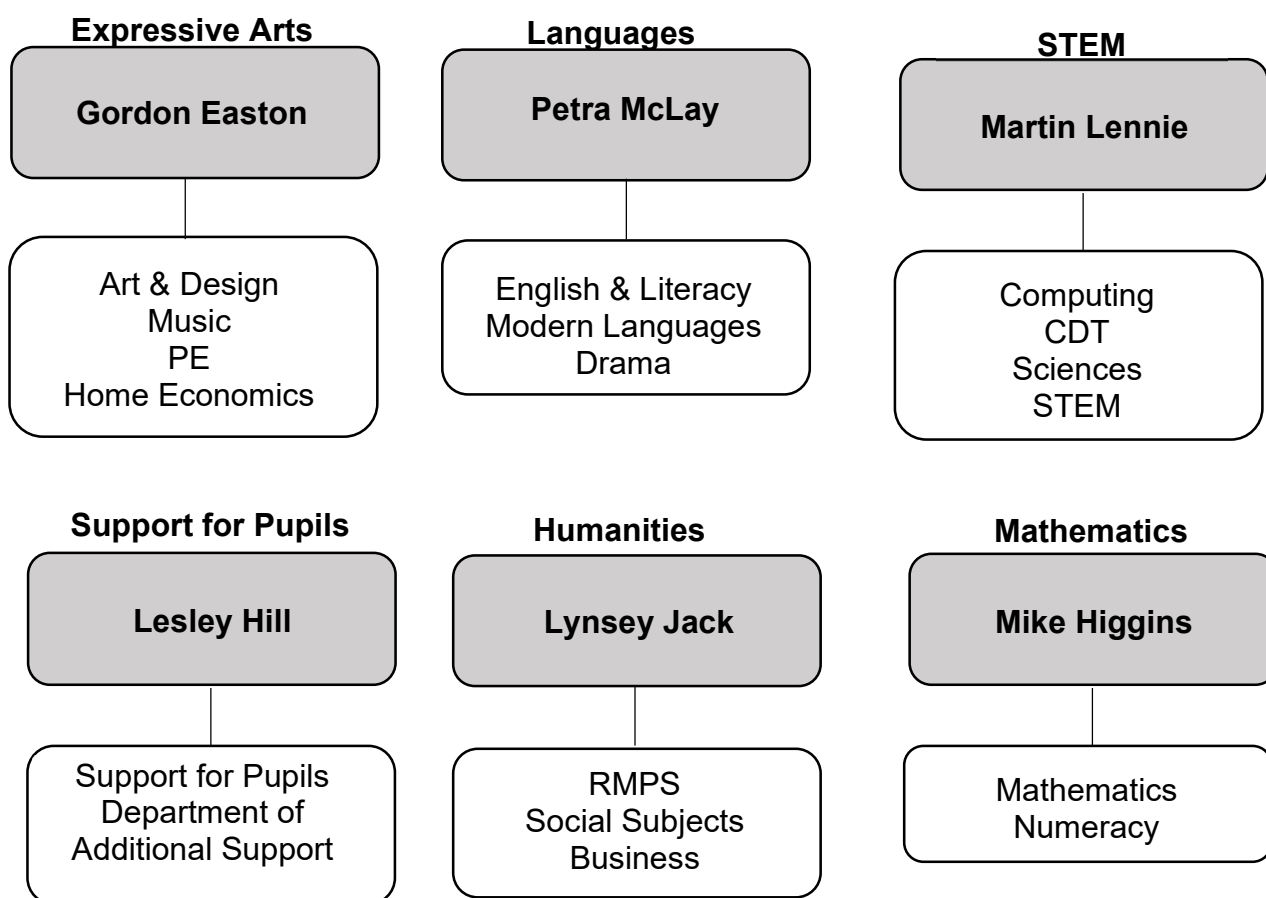 Expressive Arts
Gordon Easton
Art & Design
Music
PE
Home Economics
Languages
Petra McLay
English & Literacy
Modern Languages
Drama
STEM
Martin Lennie
Computing
CDT
Sciences
STEM
Support for Pupils
Lesley Hill
Support for Pupils
Department of
Additional Support
Humanities
Lynsey Jack
RMPS
Social Subjects
Business
Mathematics
Mike Higgins
Mathematics
Numeracy